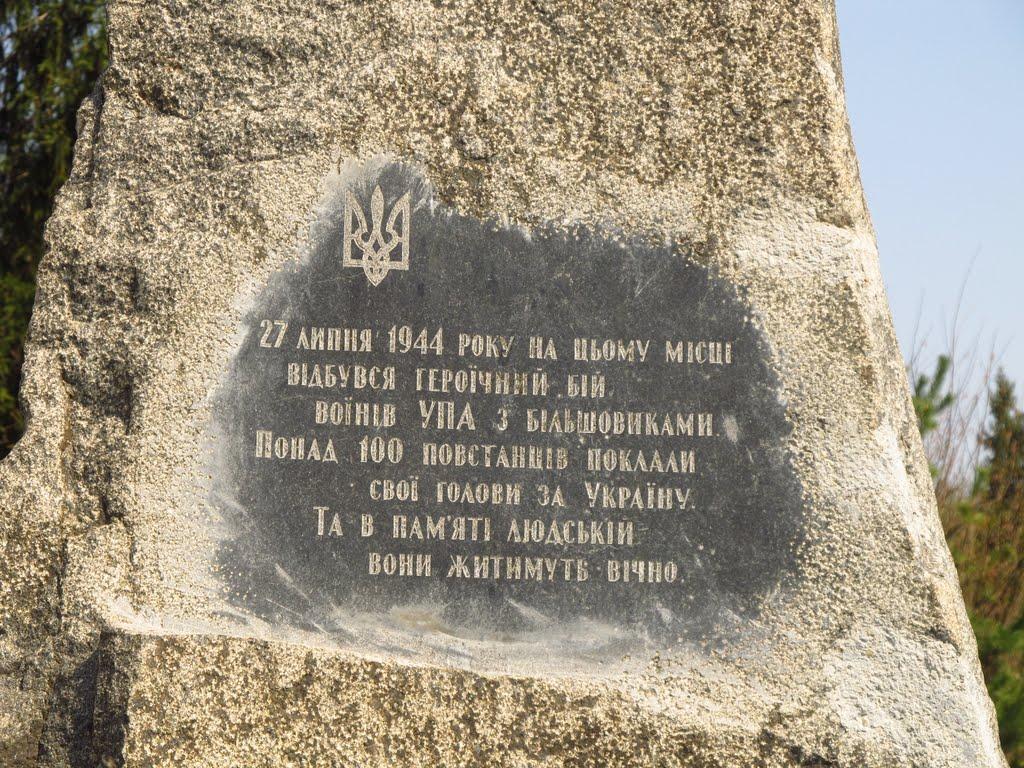 27 липня 1944 року на цьому місці
відбувся героїчний бій
воїнів УПА з більшовиками.
Понад 100 повстанців поклали
свої голови за Україну.
Та в пам'яті людській
вони житимуть вічно.